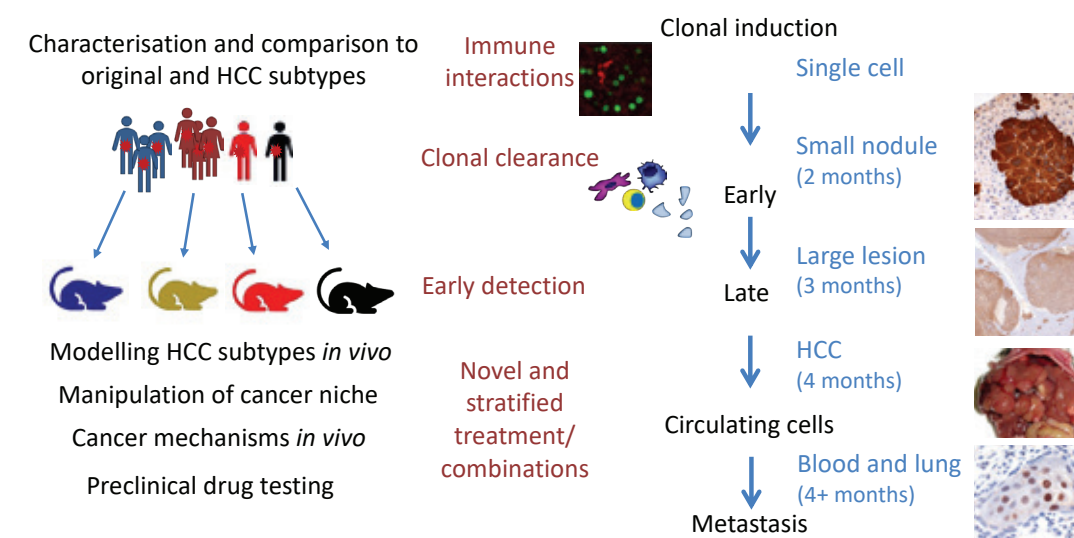 Characterisation and comparison to
original and HCC subtypes
Modelling HCC subtypes in vivo
Manipulation of cancer niche
Cancer mechanisms in vivo
Preclinical drug testing
Immune
interactions
Clonal clearance
Early detection
Novel and
stratified
treatment/
combinations
Clonal induction
Single cell
Small nodule
(2 months)
Early
Large lesion
(3 months)
Late
HCC
(4 months)
Circulating cells
Blood and lung
(4+ months)
Metastasis